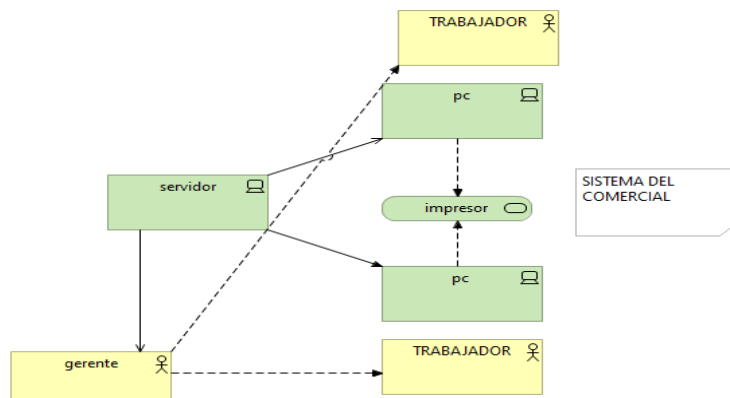 TRABAJADOR
pc
servidor
impresor
SISTEMA DEL
COMERCIAL
pc
TRABAJADOR
gerente